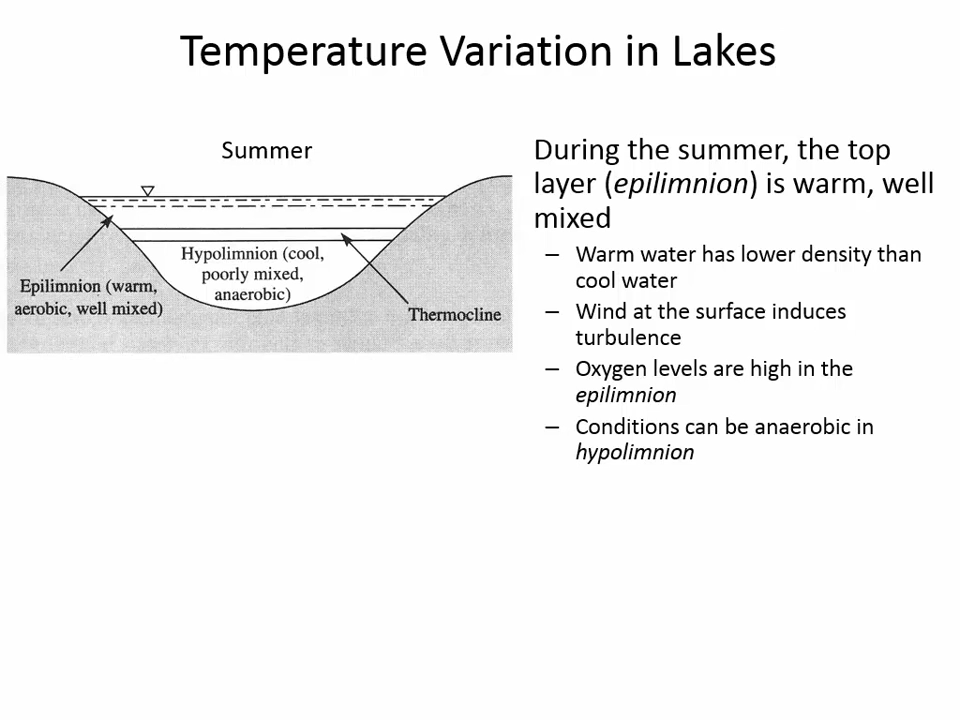 Temperature Variation in Lakes
Summer
Hypolimnion (cool,
poorly mixed,
anaerobic)
Epilimnion (warm,
aerobic, well mixed)
Thermocline
During the summer, the top
layer (epilimnion) is warm, well
mixed
– Warm water has lower density than
cool water
– Wind at the surface induces
turbulence
– Oxygen levels are high in the
epilimnion
– Conditions can be anaerobic in
hypolimnion